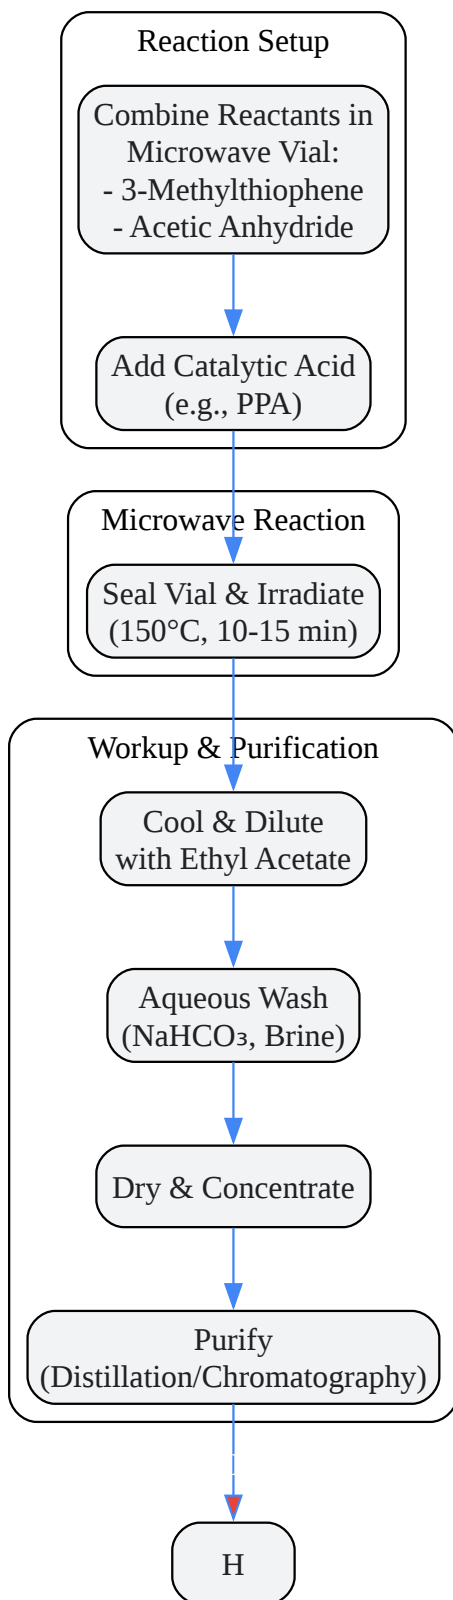 Reaction Setup
Combine Reactants in
Microwave Vial:
- 3-Methylthiophene
- Acetic Anhydride
Add Catalytic Acid
(e.g., PPA)
Microwave Reaction
Seal Vial & Irradiate
(150°C, 10-15 min)
Workup & Purification
Cool & Dilute
with Ethyl Acetate
Aqueous Wash
(NaHCO₃, Brine)
Dry & Concentrate
Purify
(Distillation/Chromatography)
H